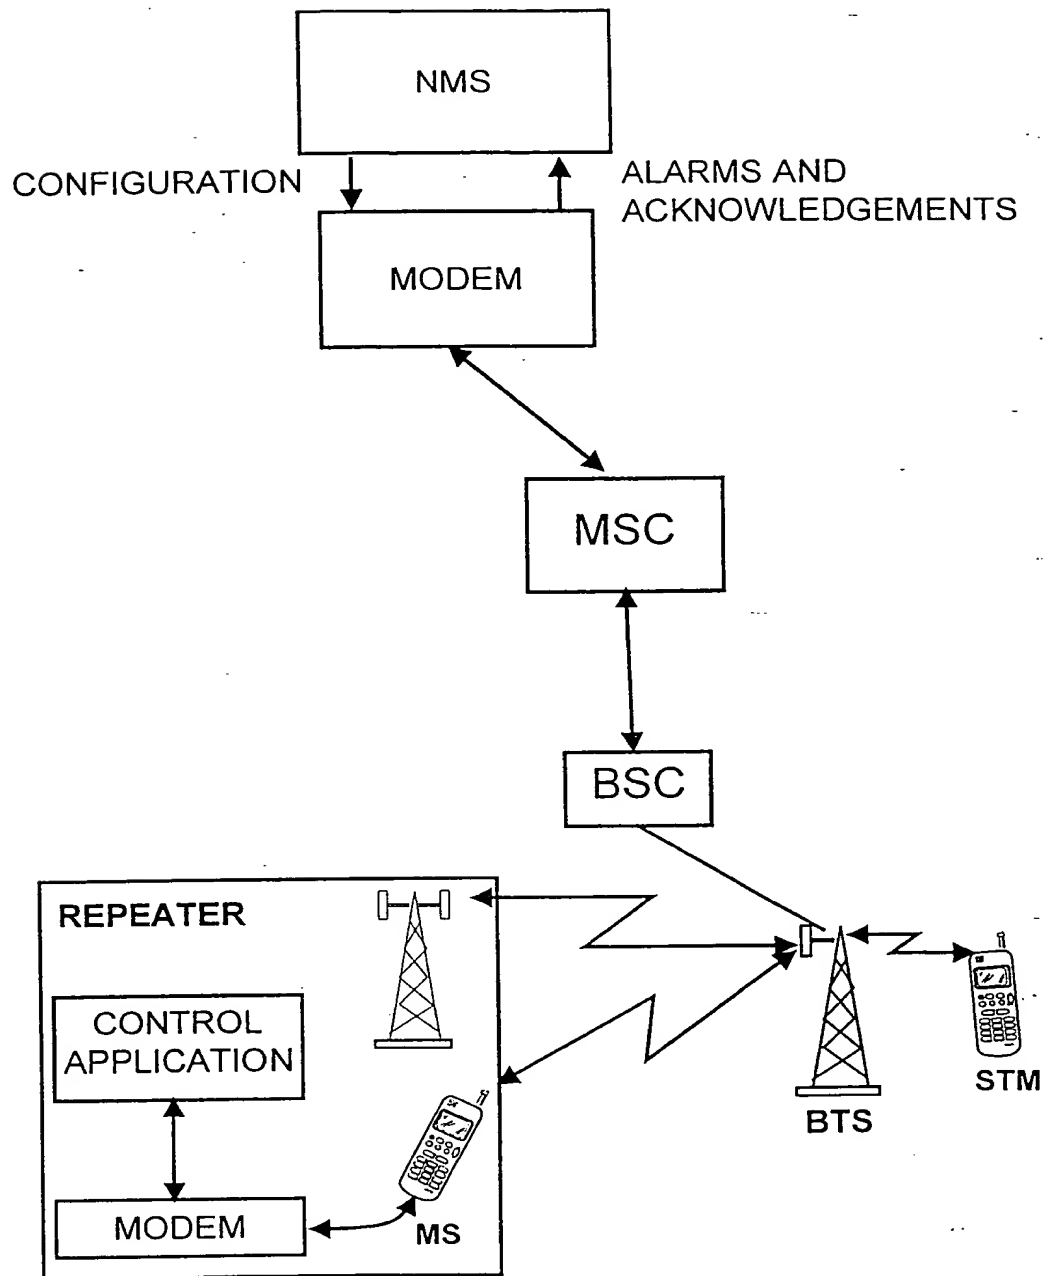 NMS
CONFIGURATION
ALARMS AND
ACKNOWLEDGEMENTS
MODEM
MSC
BSC
REPEATER
CONTROL
APPLICATION
STM
BTS
MODEM
MS